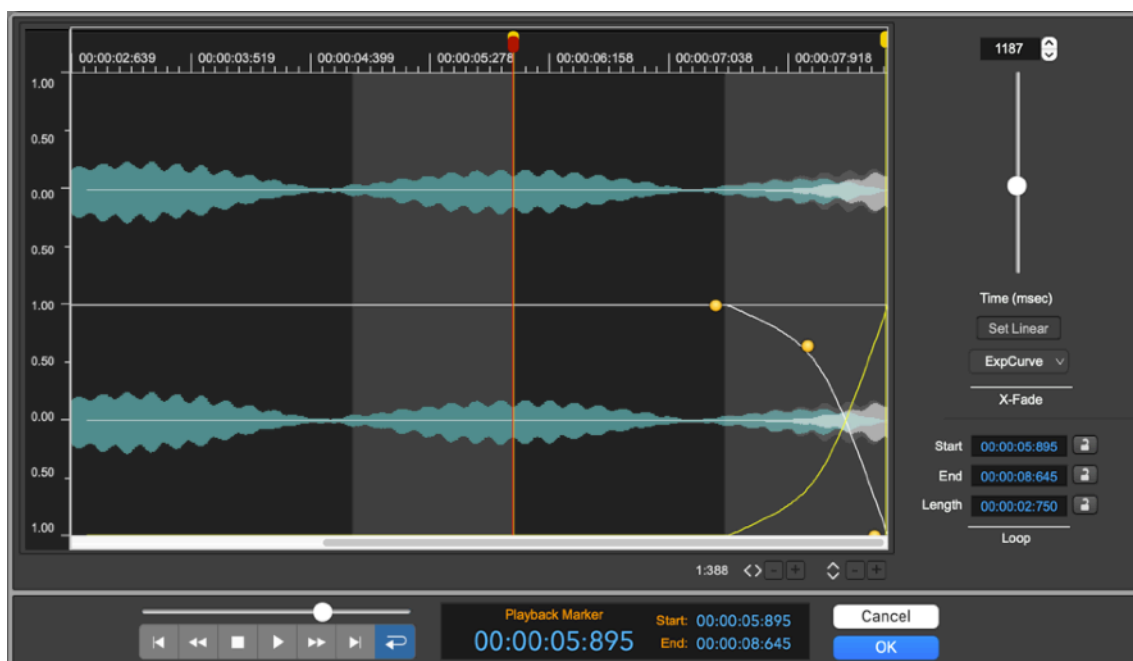 00:00:02:639 00:00:03:519 00:00:04:399 00:00:05:278 00:00:06:158 00:00:07:038 00:00:07:918
1.00
0.50
0.00
0.50
1.00
0.50
0.00
0.50
1.00
1187
Time (msec)
Set Linear
ExpCurve
X-Fade
Start 00:00:05:895
End 00:00:08:645
Length 00:00:02:750
Loop
1:388
Playback Marker
00:00:05:895
Start: 00:00:05:895
End: 00:00:08:645
Cancel
OK